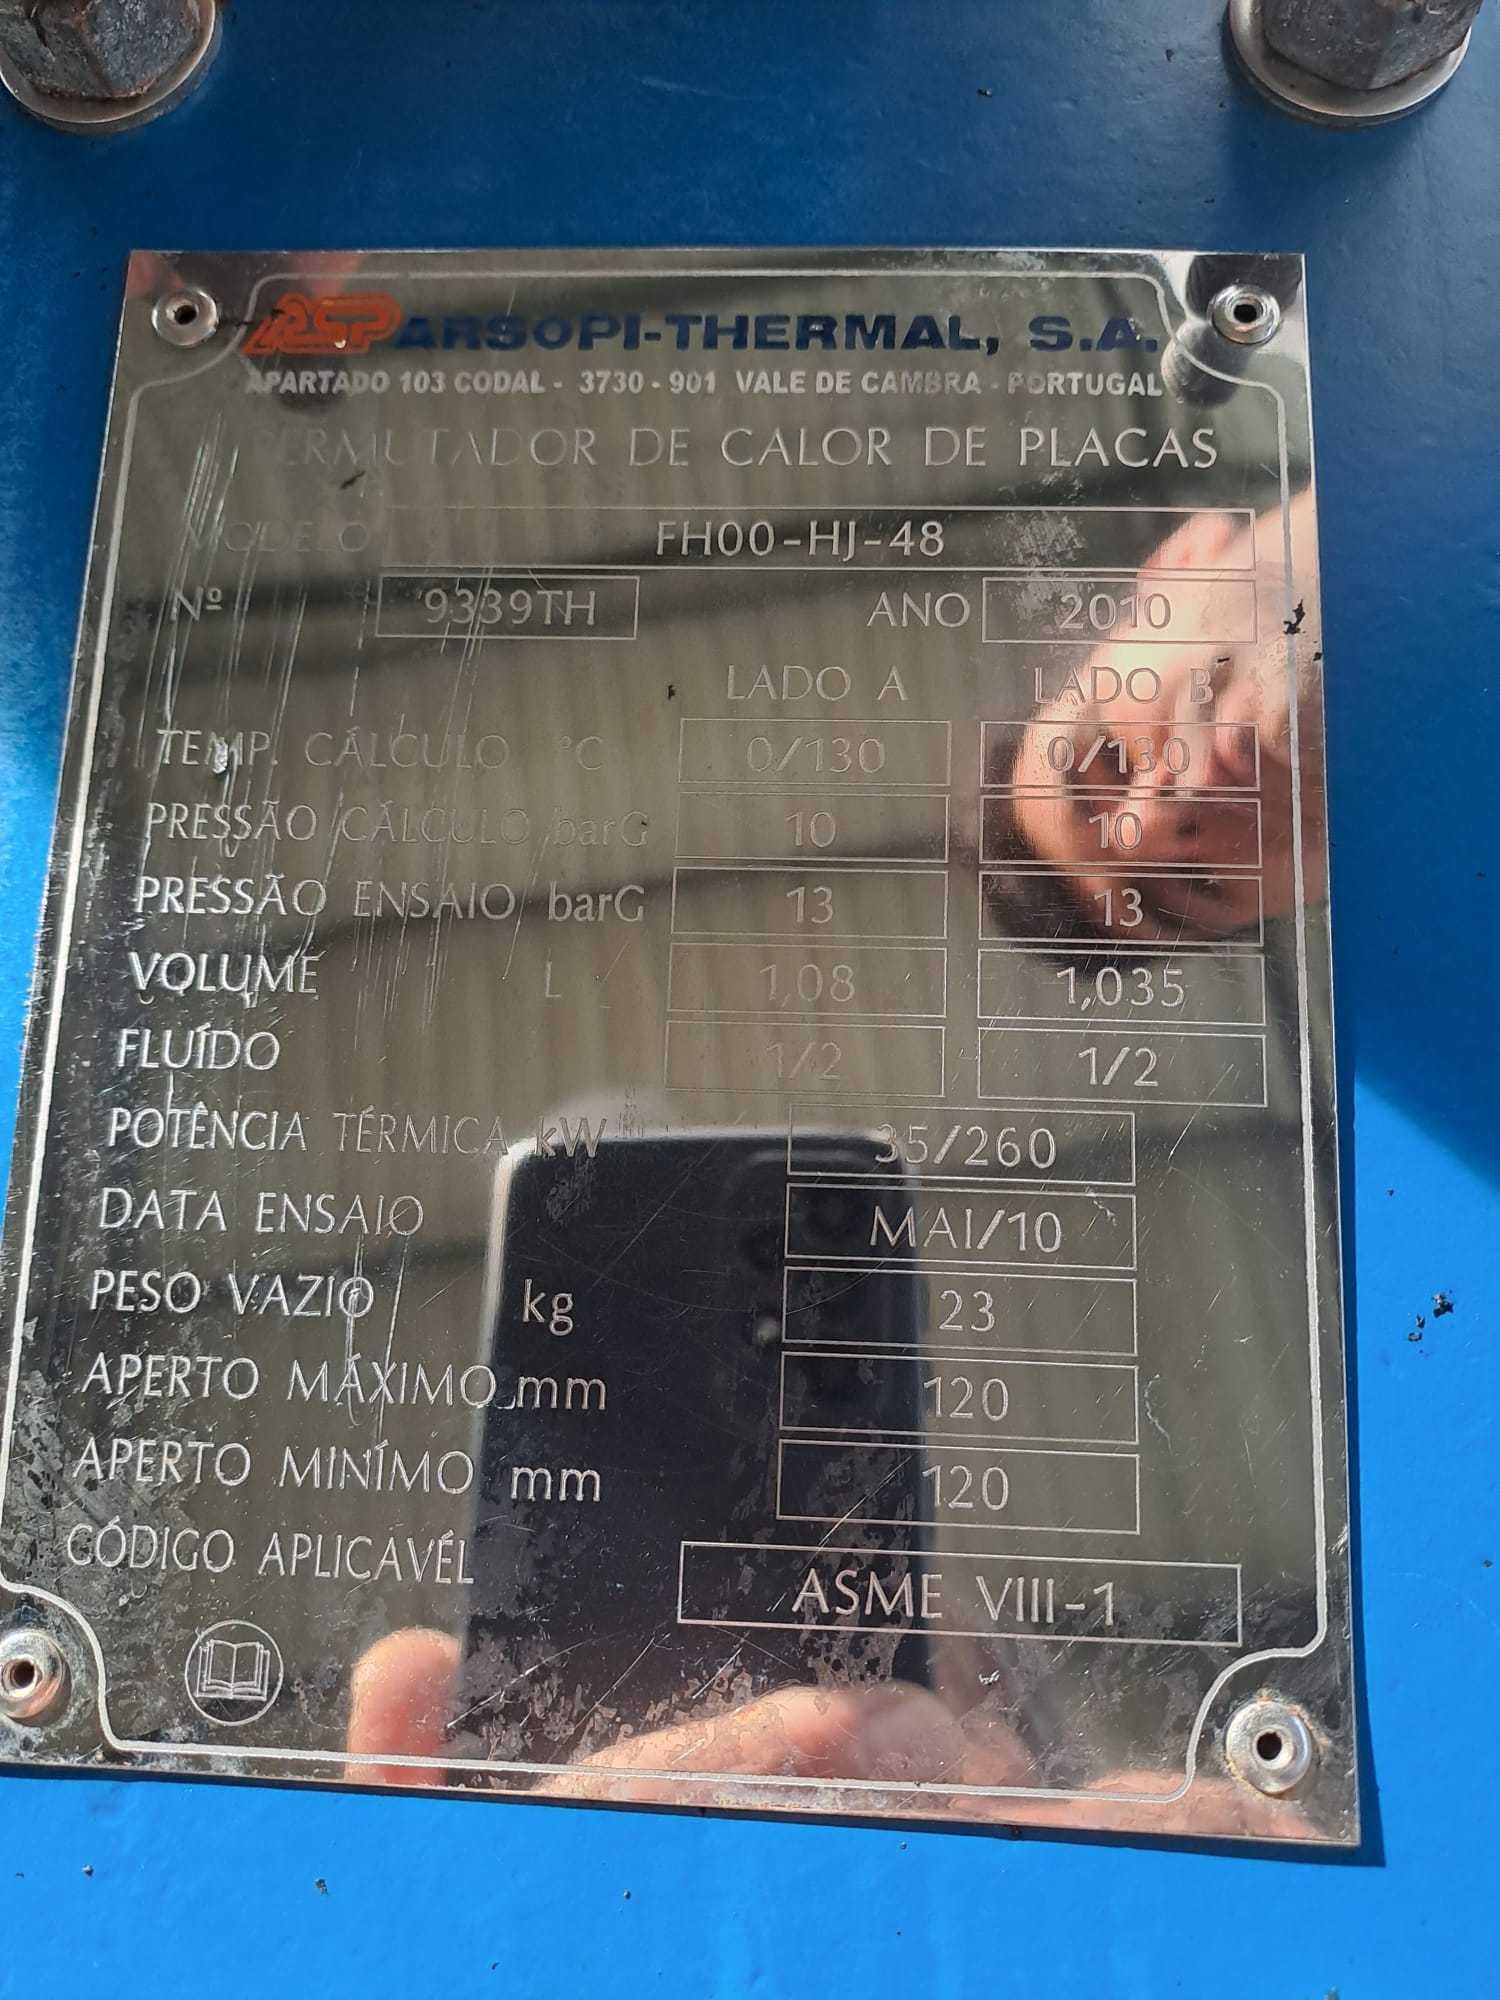 ASP ARSOPI-THERMAL, S.A.
APARTADO 103 CODAL - 3730 - 901 VALE DE CAMBRA - PORTUGAL
PERMUTADOR DE CALOR DE PLACAS
MODELO FH00-HJ-48
Nº 9339TH ANO 2010
LADO A LADO B
TEMP. CÁLCULO °C 0/130 0/130
PRESSÃO CÁLCULO barG 10 10
PRESSÃO ENSAIO barG 13 13
VOLUME L 1,08 1,035
FLUÍDO 1/2 1/2
POTÊNCIA TÉRMICA kW 35/260
DATA ENSAIO MAI/10
PESO VAZIO kg 23
APERTO MÁXIMO mm 120
APERTO MINÍMO mm 120
CÓDIGO APLICAVÉL ASME VIII-1